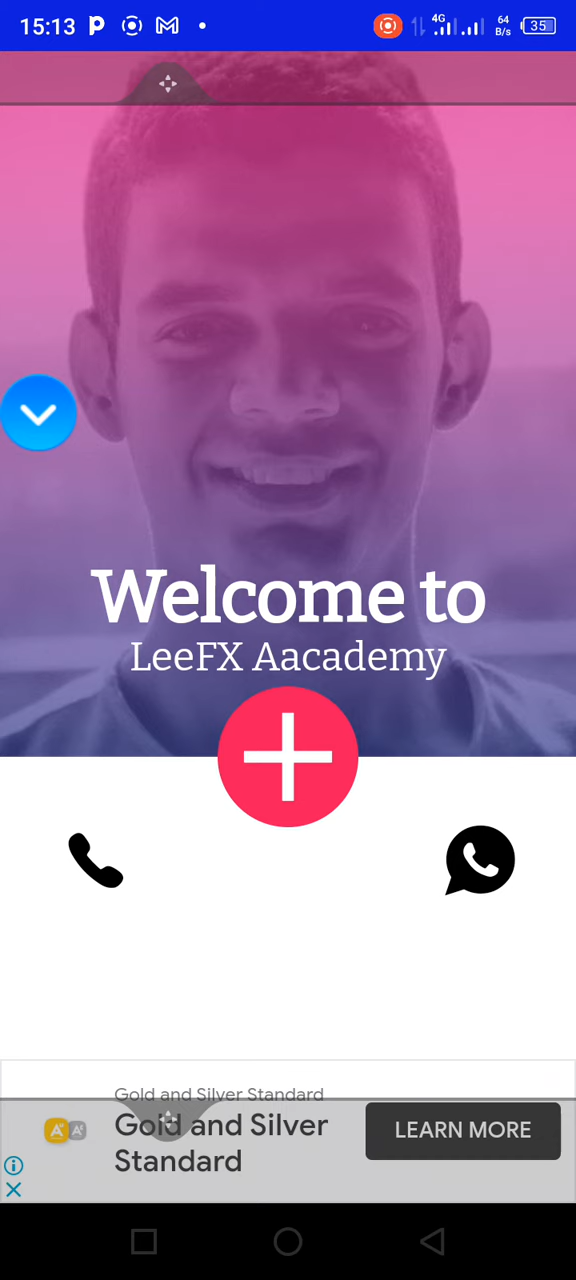 15:13
4G
64
B/s
35
Welcome to
LeeFX Aacademy
Gold and Silver Standard
Gold and Silver
Standard
LEARN MORE